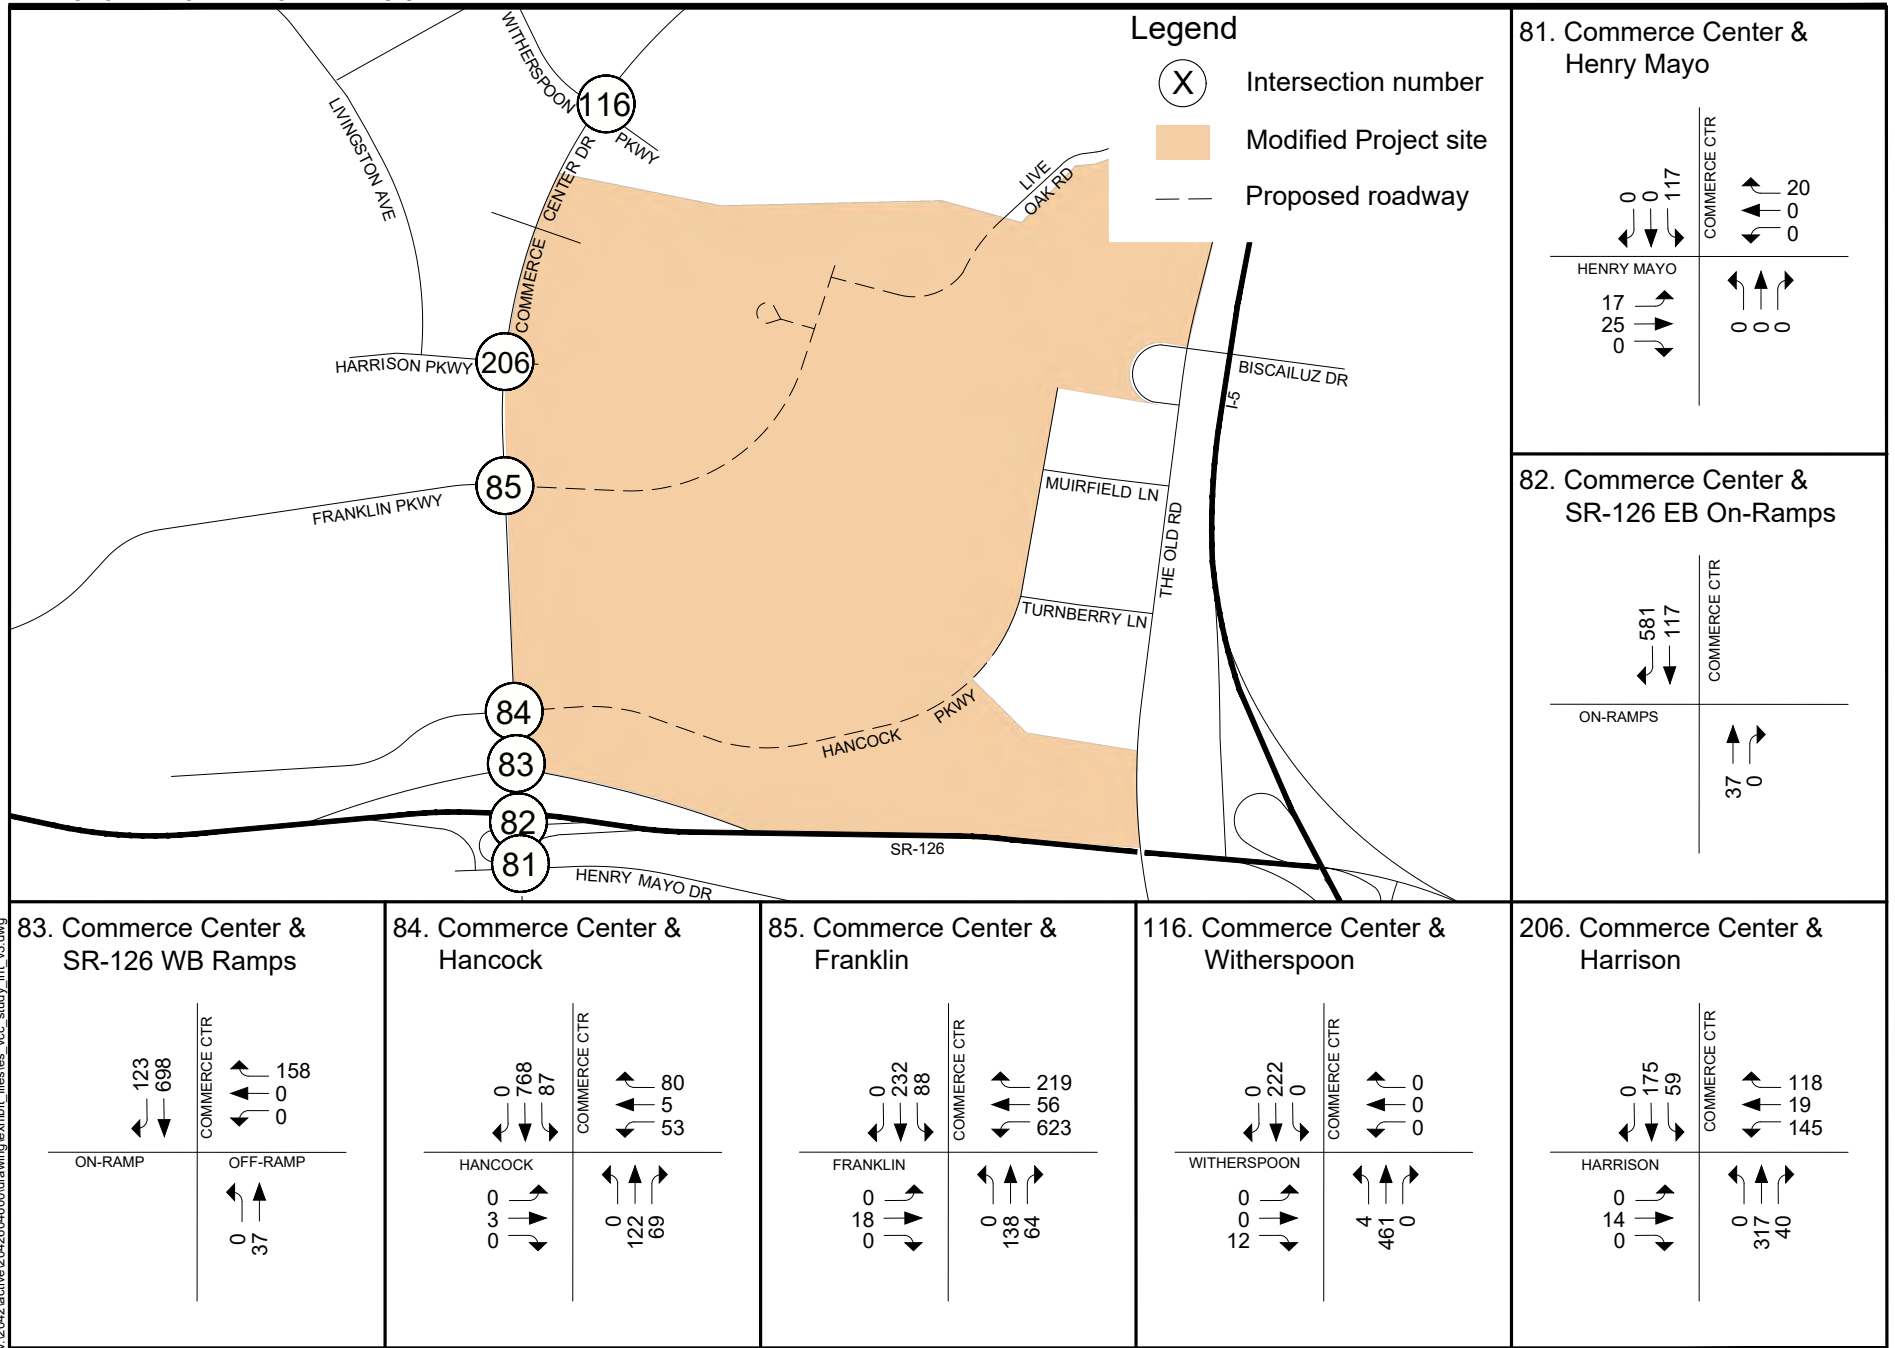 Legend
X Intersection number
Modified Project site
Proposed roadway
WITHERSPOON
PKWY
116
LIVINGSTON AVE
COMMERCE CENTER DR
LIVE
OAK RD
HARRISON PKWY
206
BISCAILUZ DR
I-5
85
FRANKLIN PKWY
MUIRFIELD LN
THE OLD RD
TURNBERRY LN
84
HANCOCK PKWY
83
82
SR-126
81
HENRY MAYO DR
81. Commerce Center &
Henry Mayo
COMMERCE CTR
0 0 117
20
0
0
HENRY MAYO
17
25
0
0 0 0
82. Commerce Center &
SR-126 EB On-Ramps
COMMERCE CTR
581 117
ON-RAMPS
37 0
83. Commerce Center &
SR-126 WB Ramps
COMMERCE CTR
123 698
158
0
0
ON-RAMP
OFF-RAMP
0 37
84. Commerce Center &
Hancock
COMMERCE CTR
0 768 87
80
5
53
HANCOCK
0
3
0
0 122 69
85. Commerce Center &
Franklin
COMMERCE CTR
0 232 88
219
56
623
FRANKLIN
0
18
0
0 138 64
116. Commerce Center &
Witherspoon
COMMERCE CTR
0 222 0
0
0
0
WITHERSPOON
0
0
12
4 461 0
206. Commerce Center &
Harrison
COMMERCE CTR
0 175 59
118
19
145
HARRISON
0
14
0
0 317 40